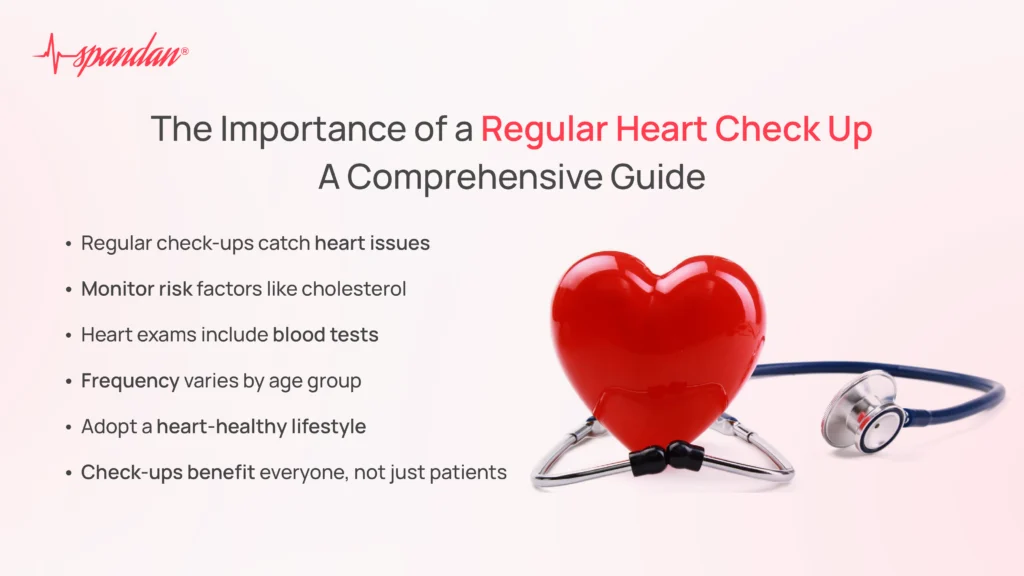 spandan®
The Importance of a Regular Heart Check Up
A Comprehensive Guide
• Regular check-ups catch heart issues
• Monitor risk factors like cholesterol
• Heart exams include blood tests
• Frequency varies by age group
• Adopt a heart-healthy lifestyle
• Check-ups benefit everyone, not just patients